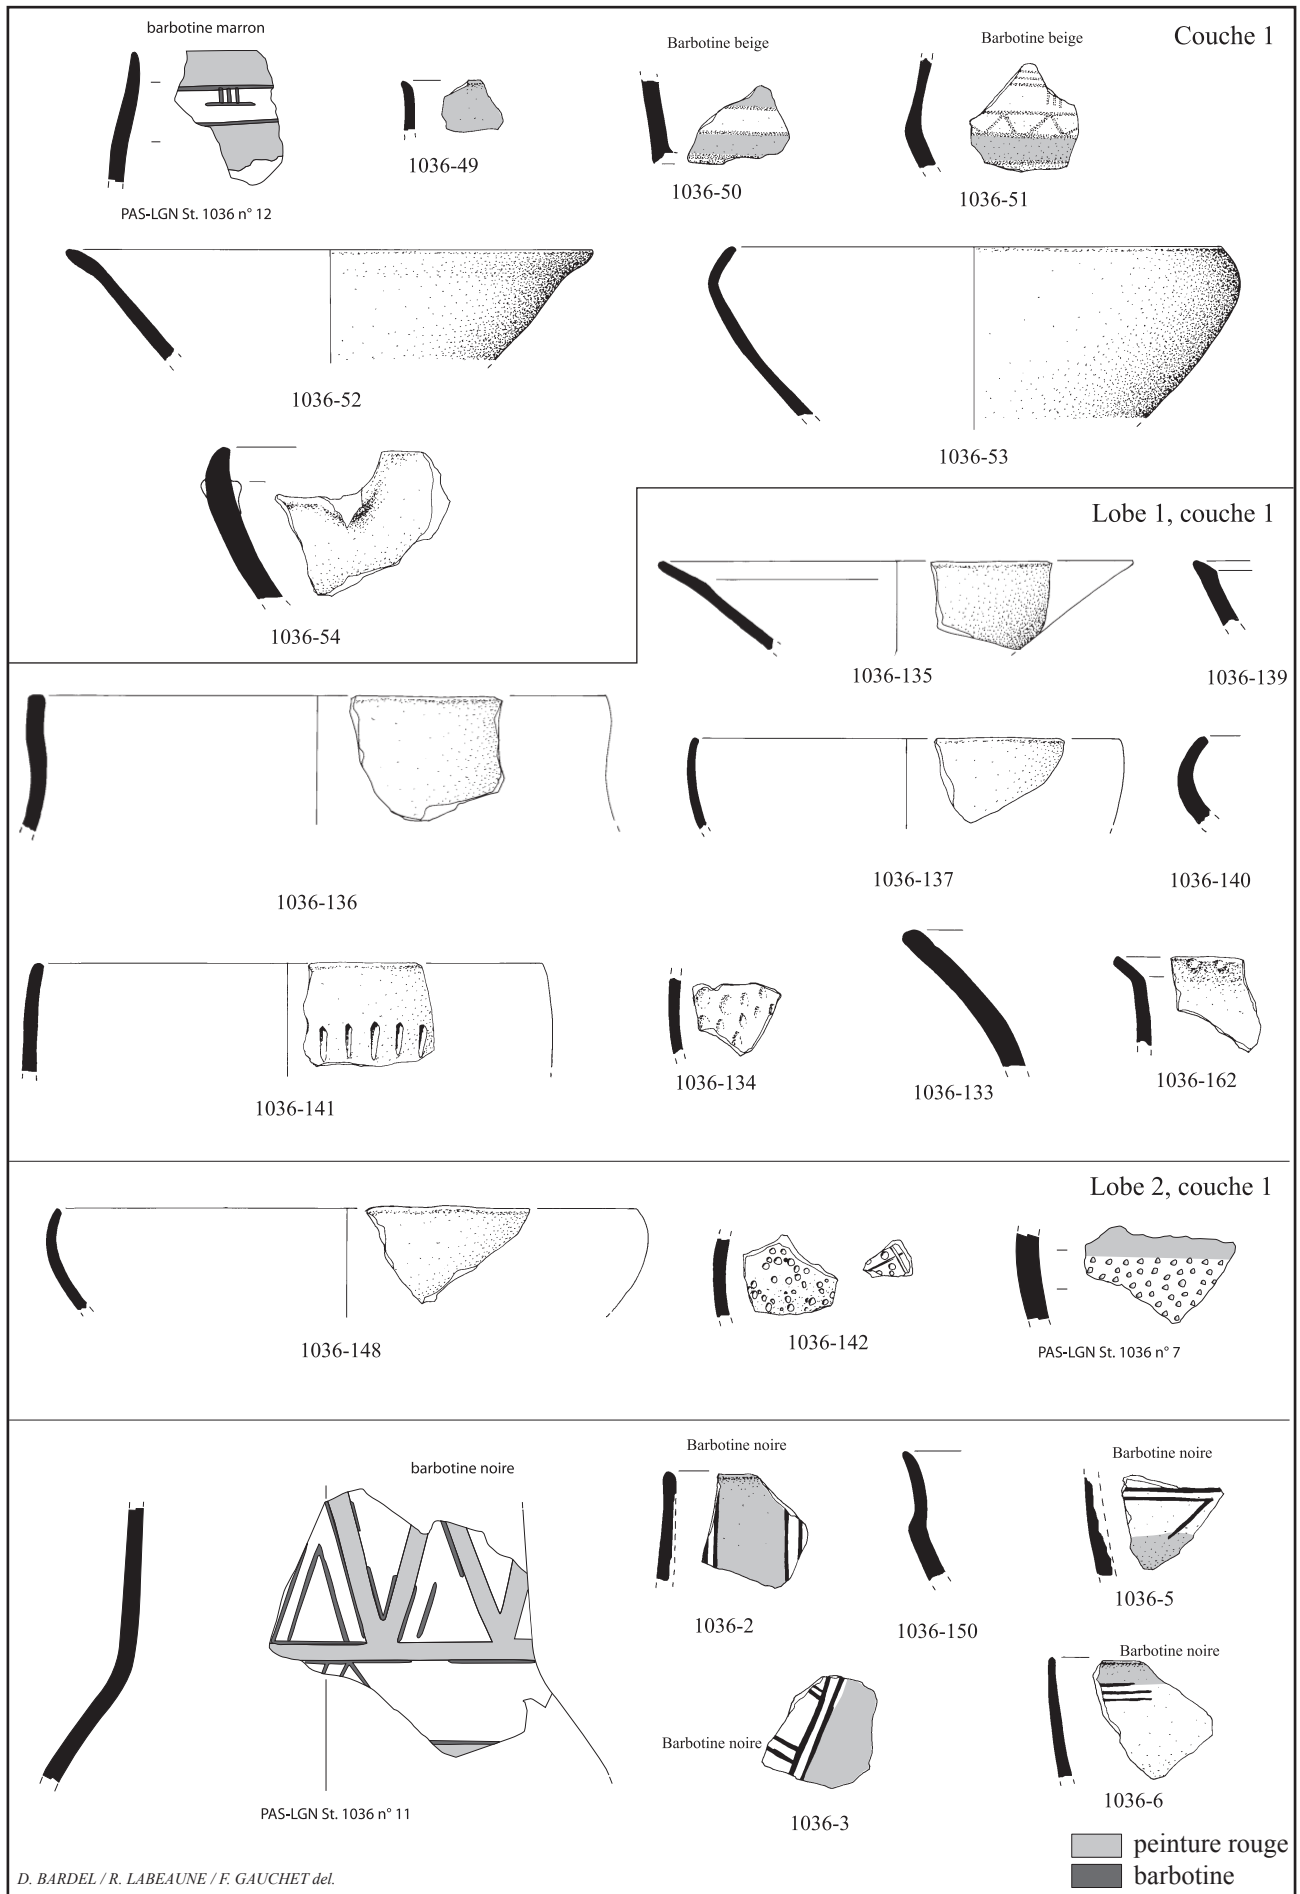 Couche 1
barbotine marron
PAS-LGN St. 1036 n° 12
1036-49
Barbotine beige
1036-50
Barbotine beige
1036-51
1036-52
1036-53
1036-54
Lobe 1, couche 1
1036-135
1036-139
1036-136
1036-137
1036-140
1036-141
1036-134
1036-133
1036-162
Lobe 2, couche 1
1036-148
1036-142
PAS-LGN St. 1036 n° 7
barbotine noire
PAS-LGN St. 1036 n° 11
Barbotine noire
1036-2
1036-150
Barbotine noire
1036-5
Barbotine noire
1036-3
Barbotine noire
1036-6
peinture rouge
barbotine
D. BARDEL / R. LABEAUNE / F. GAUCHET del.